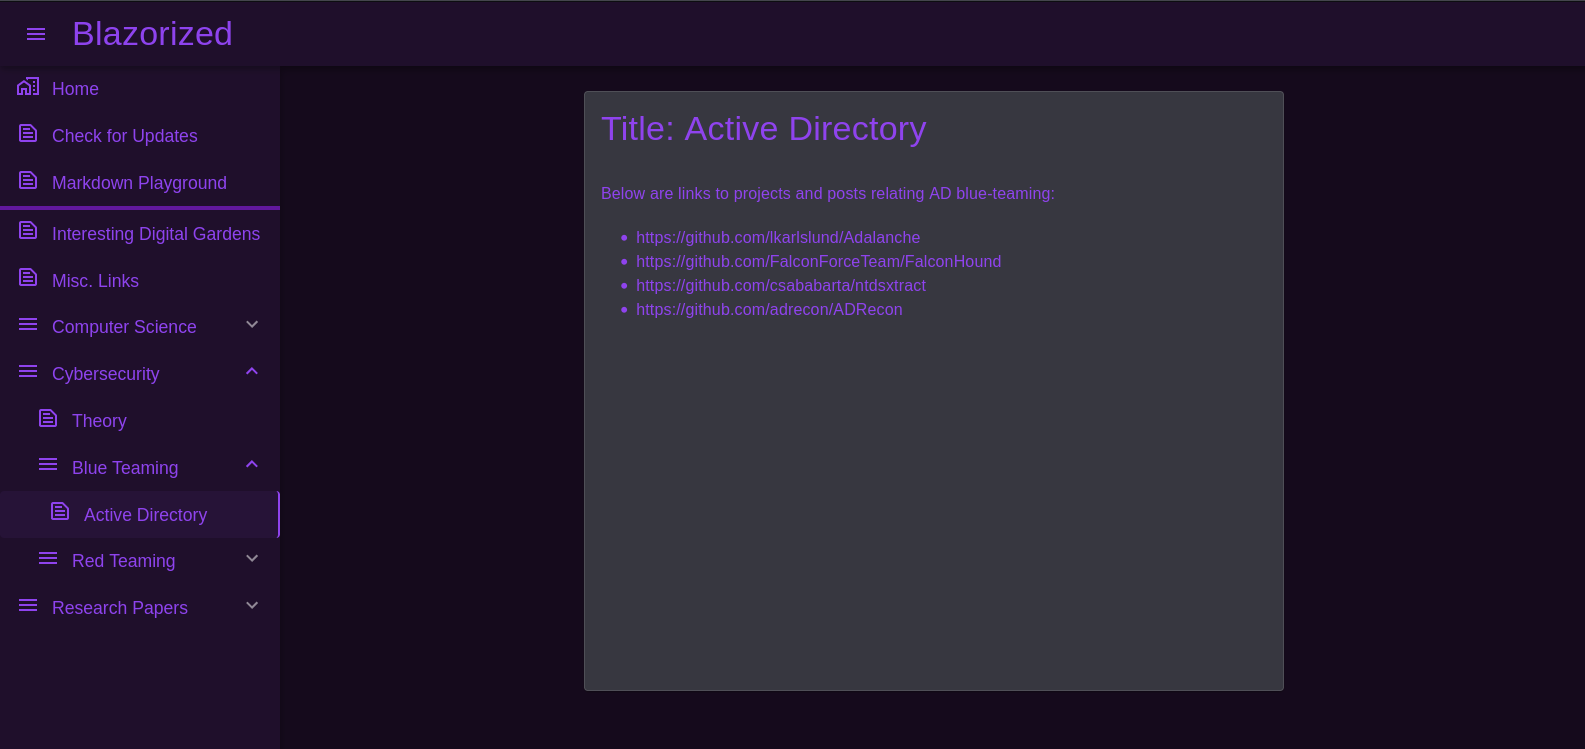 Blazorized
Home
Check for Updates
Markdown Playground
Interesting Digital Gardens
Misc. Links
Computer Science
Cybersecurity
Theory
Blue Teaming
Active Directory
Red Teaming
Research Papers
Title: Active Directory
Below are links to projects and posts relating AD blue-teaming:
https://github.com/lkarlslund/Adalanche
https://github.com/FalconForceTeam/FalconHound
https://github.com/csababarta/ntdsxtract
https://github.com/adrecon/ADRecon